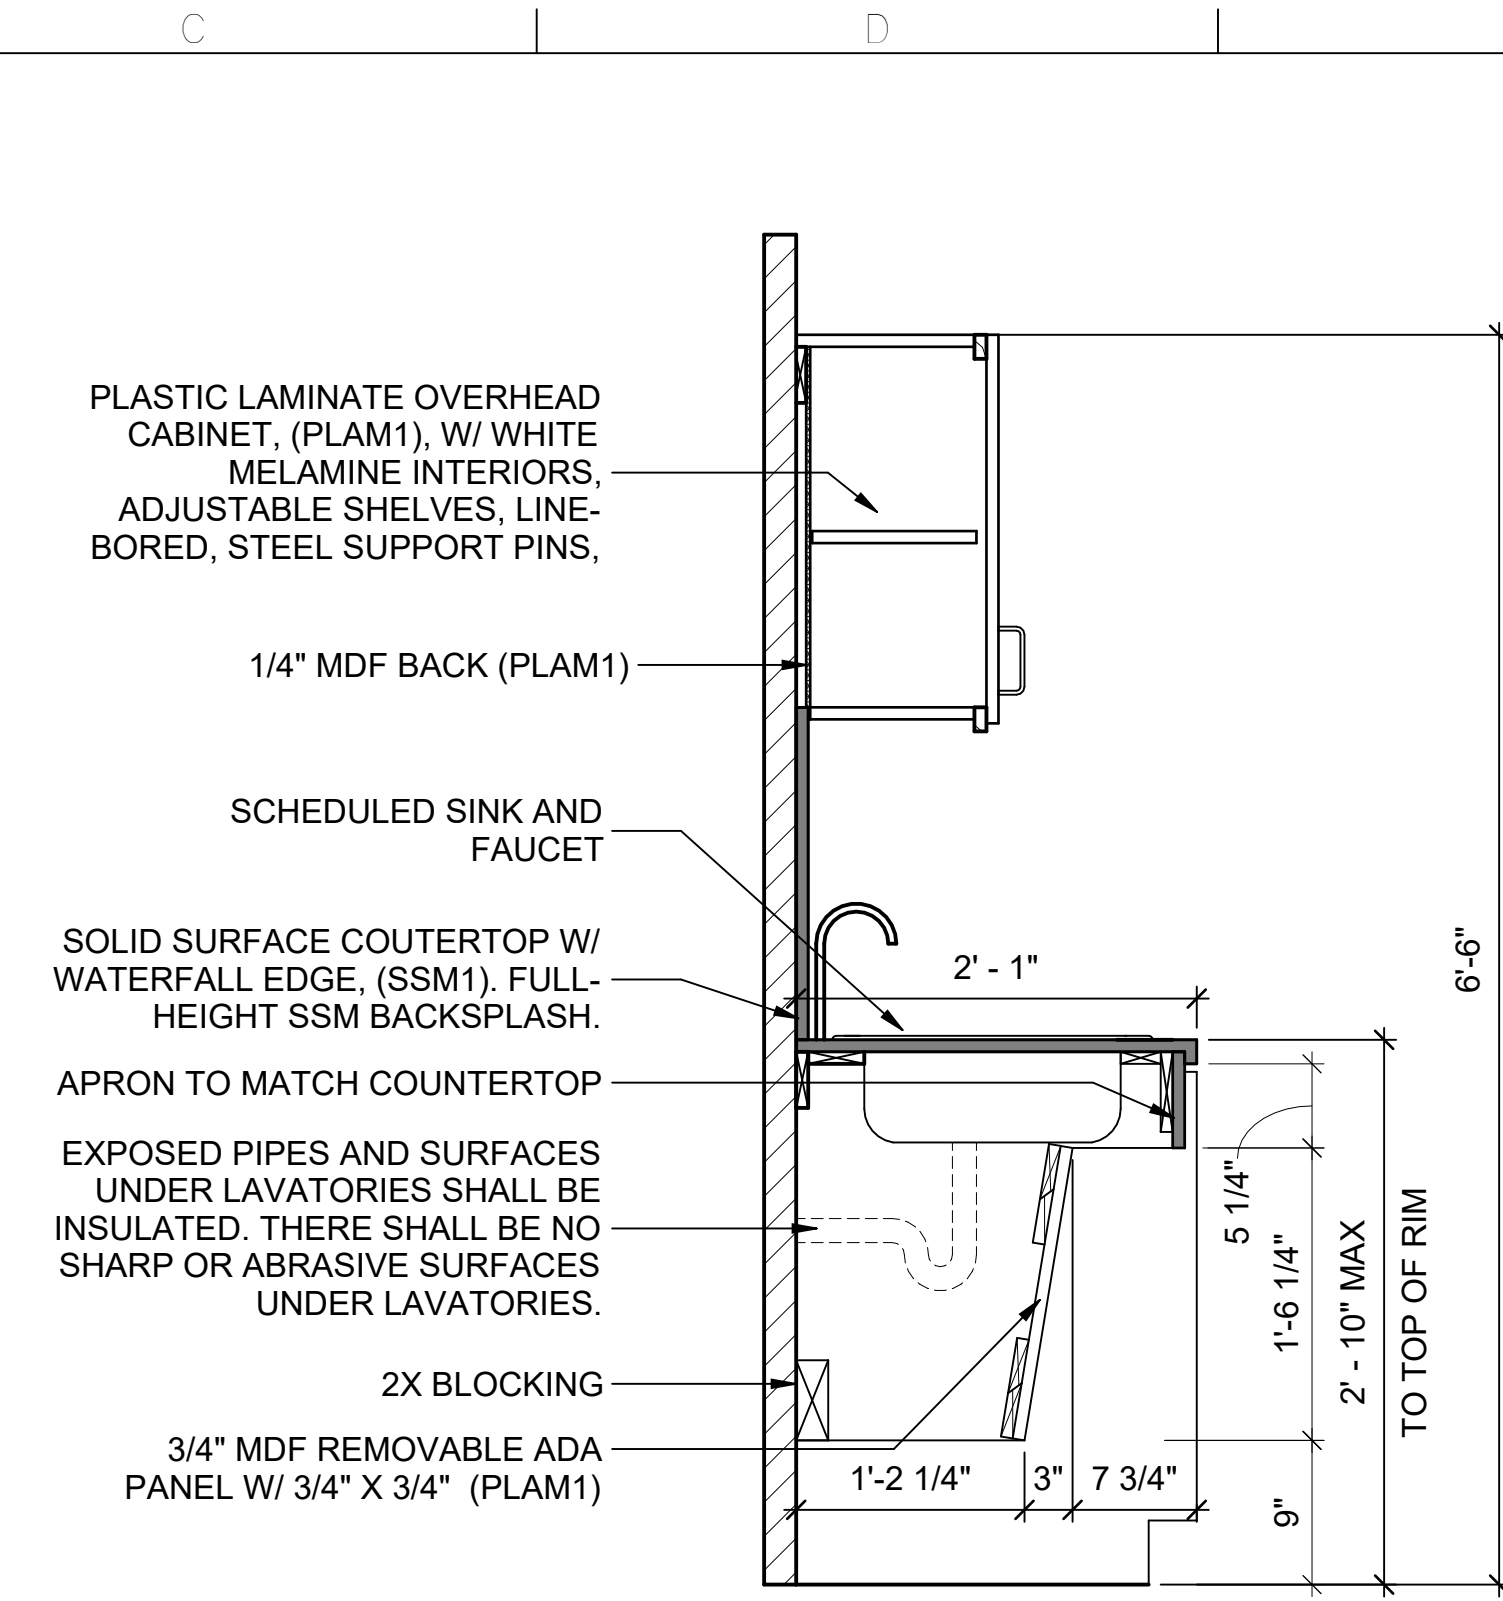 C
D
PLASTIC LAMINATE OVERHEAD
CABINET, (PLAM1), W/ WHITE
MELAMINE INTERIORS,
ADJUSTABLE SHELVES, LINE-
BORED, STEEL SUPPORT PINS,
1/4" MDF BACK (PLAM1)
SCHEDULED SINK AND
FAUCET
SOLID SURFACE COUTERTOP W/
WATERFALL EDGE, (SSM1). FULL-
HEIGHT SSM BACKSPLASH.
APRON TO MATCH COUNTERTOP
EXPOSED PIPES AND SURFACES
UNDER LAVATORIES SHALL BE
INSULATED. THERE SHALL BE NO
SHARP OR ABRASIVE SURFACES
UNDER LAVATORIES.
2X BLOCKING
3/4" MDF REMOVABLE ADA
PANEL W/ 3/4" X 3/4"  (PLAM1)
2' - 1"
6'-6"
5 1/4"
1'-6 1/4"
2' - 10" MAX
TO TOP OF RIM
1'-2 1/4"
3"
7 3/4"
9"